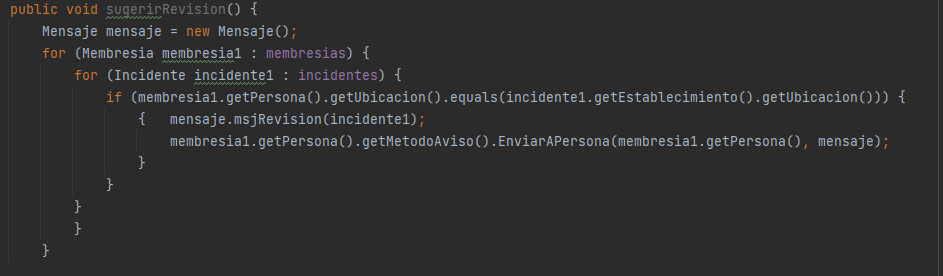 public void sugerirRevision() {
    Mensaje mensaje = new Mensaje();
    for (Membresia membresia1 : membresias) {
        for (Incidente incidente1 : incidentes) {
            if (membresia1.getPersona().getUbicacion().equals(incidente1.getEstablecimiento().getUbicacion())) {
                {   mensaje.msjRevision(incidente1);
                    membresia1.getPersona().getMetodoAviso().EnviarAPersona(membresia1.getPersona(), mensaje);
                }
            }
        }
        }
    }